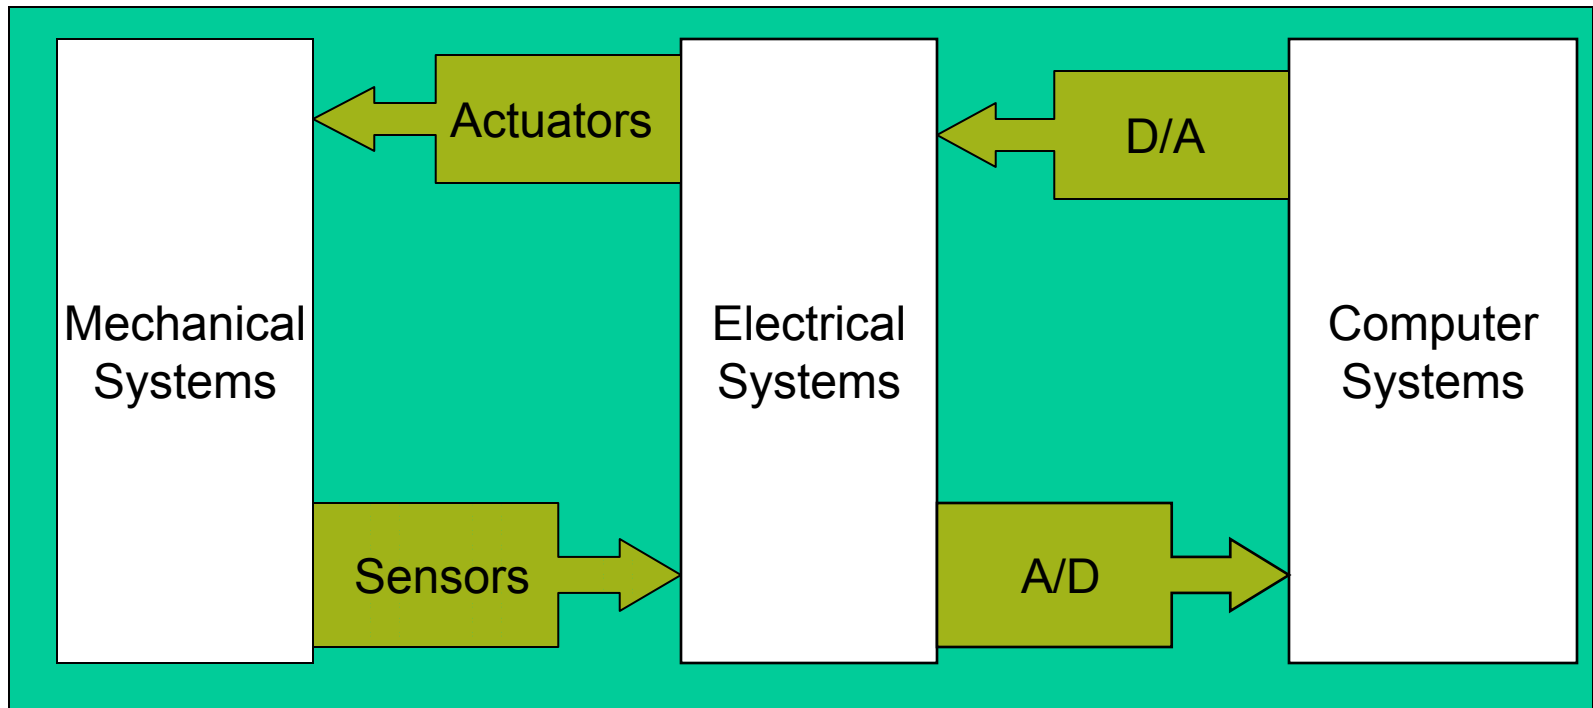 Actuators
D/A
Mechanical
Systems
Electrical
Systems
Computer
Systems
Sensors
A/D